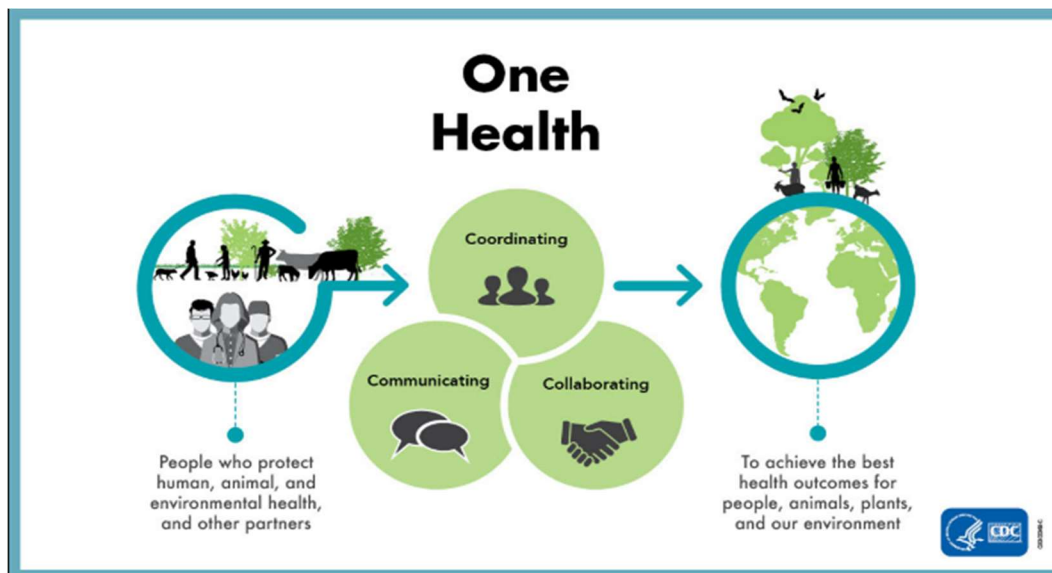 One
Health
Coordinating
Communicating
Collaborating
People who protect
human, animal, and
environmental health,
and other partners
To achieve the best
health outcomes for
people, animals, plants,
and our environment
CDC